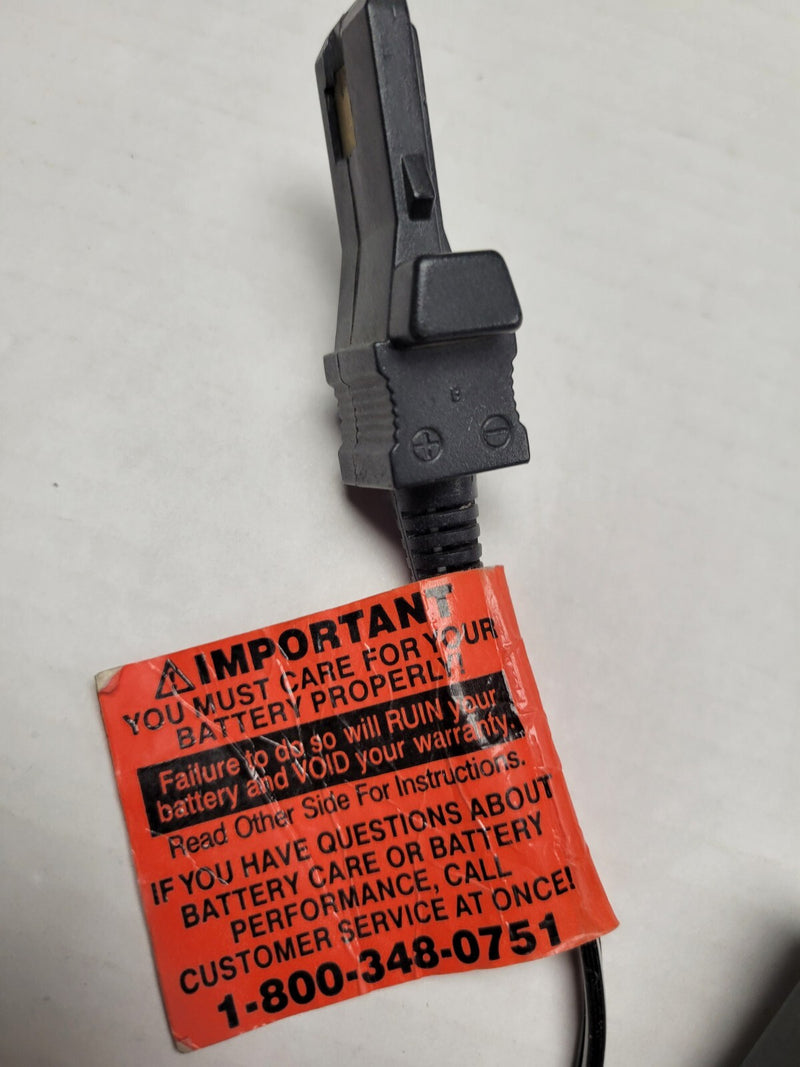 B
+ -
⚠IMPORTANT
YOU MUST CARE FOR YOUR
BATTERY PROPERLY!
Failure to do so will RUIN your
battery and VOID your warranty.
Read Other Side For Instructions.
IF YOU HAVE QUESTIONS ABOUT
BATTERY CARE OR BATTERY
PERFORMANCE, CALL
CUSTOMER SERVICE AT ONCE!
1-800-348-0751